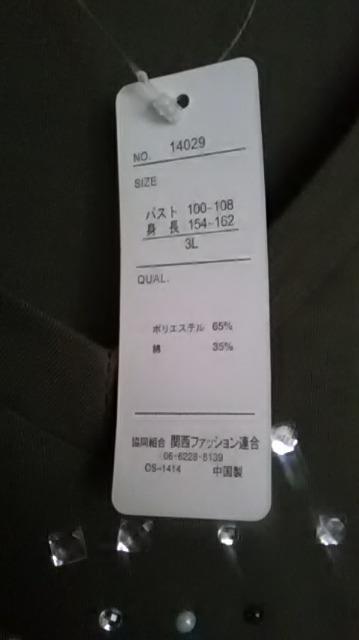 NO. 14029
SIZE
バスト 100-108
身長 154-162
3L
QUAL.
ポリエステル 65%
綿 35%
協同組合 関西ファッション連合
06-6228-5139
OS-1414 中国製